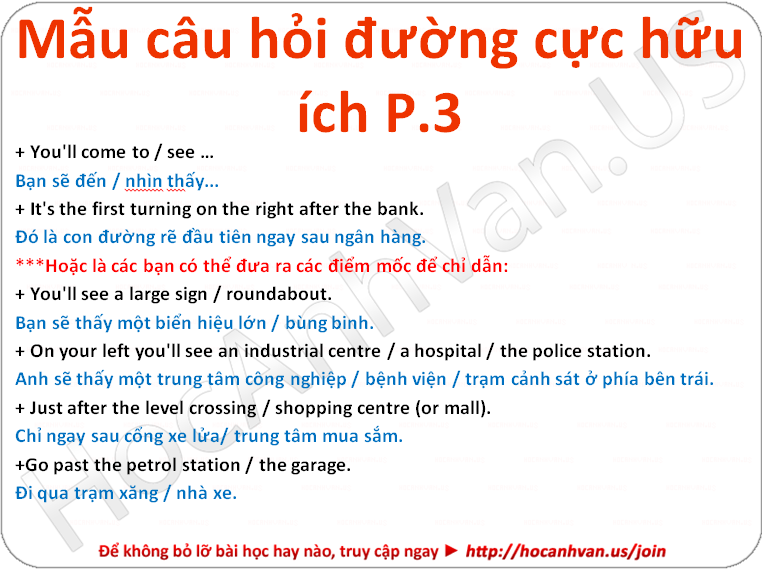 Mẫu câu hỏi đường cực hữu
ích P.3
+ You'll come to / see ...
Bạn sẽ đến / nhìn thấy...
+ It's the first turning on the right after the bank.
Đó là con đường rẽ đầu tiên ngay sau ngân hàng.
***Hoặc là các bạn có thể đưa ra các điểm mốc để chỉ dẫn:
+ You'll see a large sign / roundabout.
Bạn sẽ thấy một biển hiệu lớn / bùng binh.
+ On your left you'll see an industrial centre / a hospital / the police station.
Anh sẽ thấy một trung tâm công nghiệp / bệnh viện / trạm cảnh sát ở phía bên trái.
+ Just after the level crossing / shopping centre (or mall).
Chỉ ngay sau cổng xe lửa/ trung tâm mua sắm.
+Go past the petrol station / the garage.
Đi qua trạm xăng / nhà xe.
Để không bỏ lỡ bài học hay nào, truy cập ngay ► http://hocanhvan.us/join
HocAnhVan.US